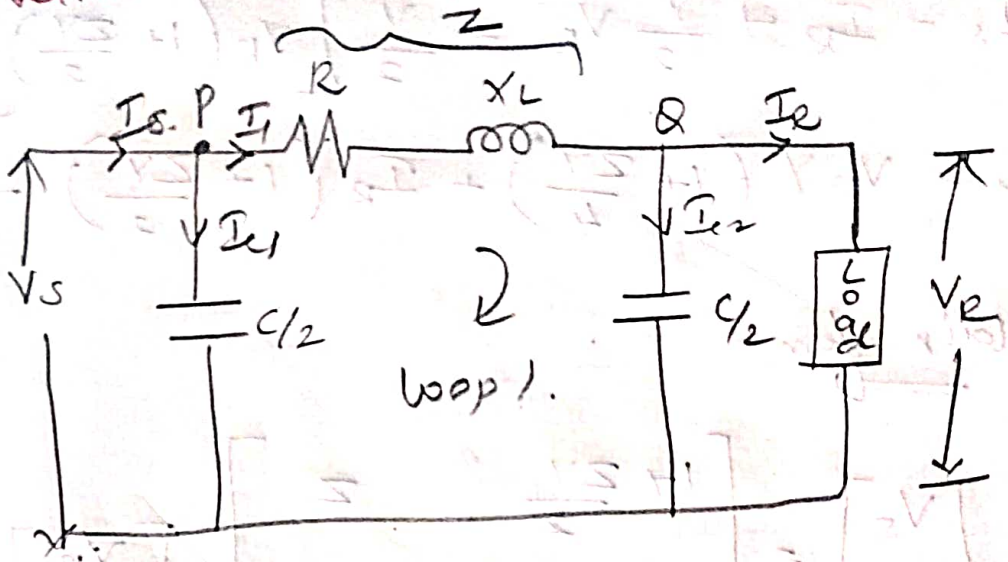 Z
R
XL
Is. P I1
Q
IR
Ic1
Ic2
Vs
C/2
C/2
Load
VR
Loop 1.